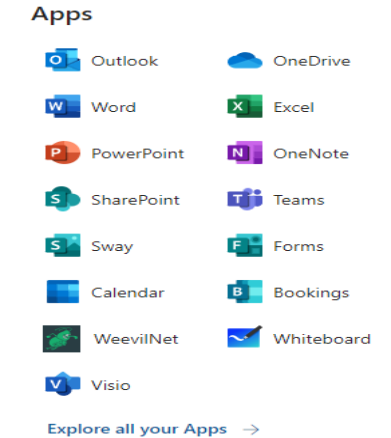 Apps
Outlook OneDrive
Word Excel
PowerPoint OneNote
SharePoint Teams
Sway Forms
Calendar Bookings
WeevilNet Whiteboard
Visio
Explore all your Apps →